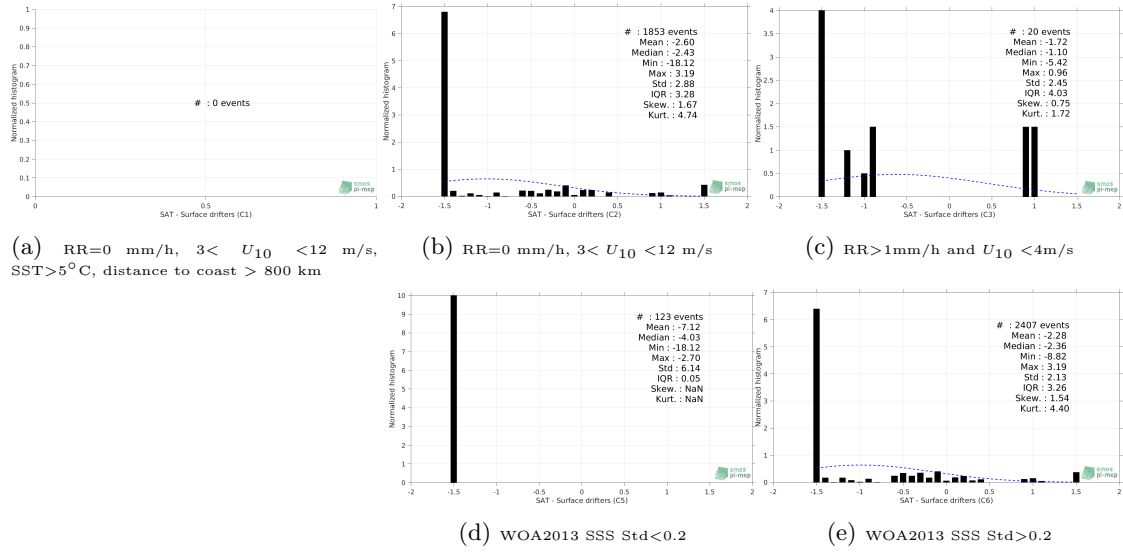 1
0.9
0.8
0.7
0.6
0.5
0.4
0.3
0.2
0.1
0
Normalized histogram
# : 0 events
smos
pi-mep
0 0.5 1
SAT - Surface drifters (C1)
(a) RR=0 mm/h, 3< U10 <12 m/s,
SST>5°C, distance to coast > 800 km
7
6
5
4
3
2
1
0
Normalized histogram
# : 1853 events
Mean : -2.60
Median : -2.43
Min : -18.12
Max : 3.19
Std : 2.88
IQR : 3.28
Skew. : 1.67
Kurt. : 4.74
smos
pi-mep
-2 -1.5 -1 -0.5 0 0.5 1 1.5 2
SAT - Surface drifters (C2)
(b) RR=0 mm/h, 3< U10 <12 m/s
4
3.5
3
2.5
2
1.5
1
0.5
0
Normalized histogram
# : 20 events
Mean : -1.72
Median : -1.10
Min : -5.42
Max : 0.96
Std : 2.45
IQR : 4.03
Skew. : 0.75
Kurt. : 1.72
smos
pi-mep
-2 -1.5 -1 -0.5 0 0.5 1 1.5 2
SAT - Surface drifters (C3)
(c) RR>1mm/h and U10 <4m/s
10
9
8
7
6
5
4
3
2
1
0
Normalized histogram
# : 123 events
Mean : -7.12
Median : -4.03
Min : -18.12
Max : -2.70
Std : 6.14
IQR : 0.05
Skew. : NaN
Kurt. : NaN
smos
pi-mep
-2 -1.5 -1 -0.5 0 0.5 1 1.5 2
SAT - Surface drifters (C5)
(d) WOA2013 SSS Std<0.2
7
6
5
4
3
2
1
0
Normalized histogram
# : 2407 events
Mean : -2.28
Median : -2.36
Min : -8.82
Max : 3.19
Std : 2.13
IQR : 3.26
Skew. : 1.54
Kurt. : 4.40
smos
pi-mep
-2 -1.5 -1 -0.5 0 0.5 1 1.5 2
SAT - Surface drifters (C6)
(e) WOA2013 SSS Std>0.2